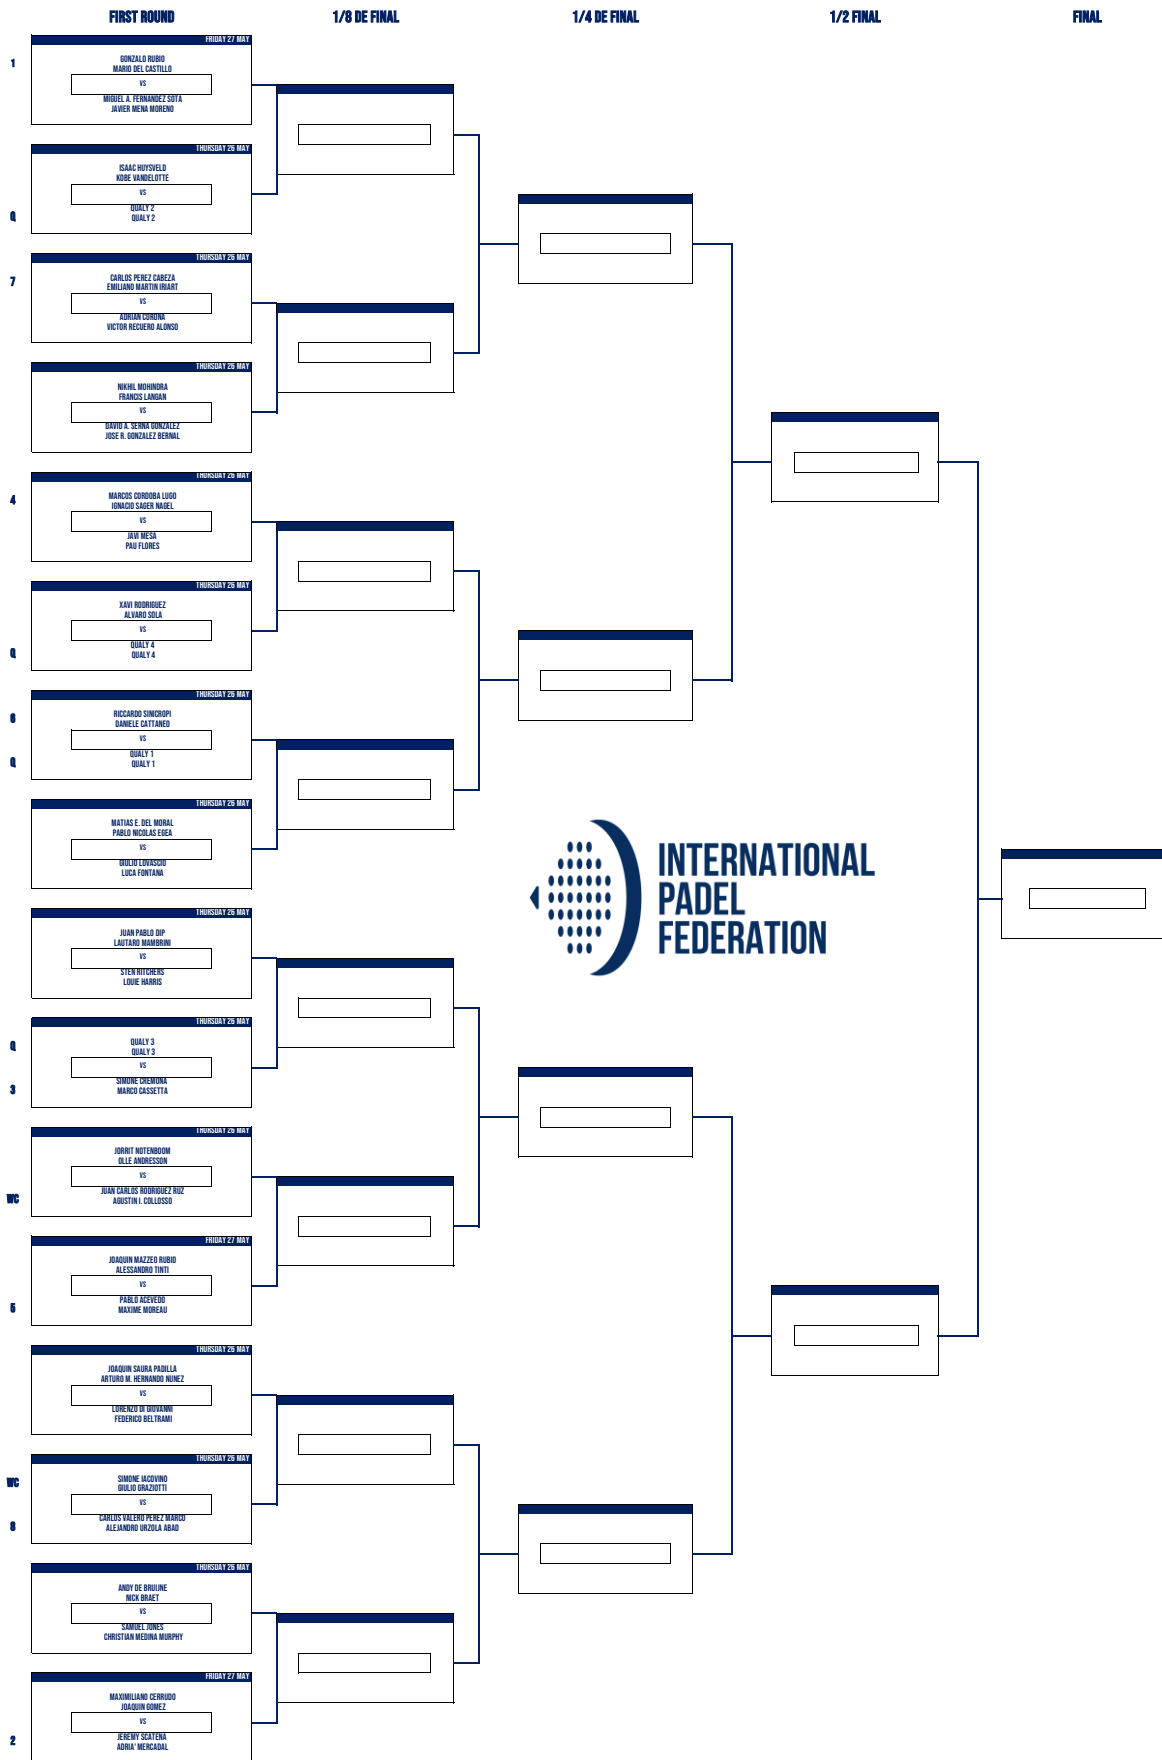 FIRST ROUND
1/8 DE FINAL
1/4 DE FINAL
1/2 FINAL
FINAL
FRIDAY 27 MAY
1
GONZALO RUBIO
MARIO DEL CASTILLO
VS
MIGUEL A. FERNANDEZ SOTA
JAVIER MENA MORENO
THURSDAY 26 MAY
ISAAC HUYSVELD
KOBE VANDELOTTE
VS
QUALY 2
Q
QUALY 2
THURSDAY 26 MAY
7
CARLOS PEREZ CABEZA
EMILIANO MARTIN IRIART
VS
ADRIAN CORONA
VICTOR RECUERO ALONSO
THURSDAY 26 MAY
NIKHIL MOHINDRA
FRANCIS LANGAN
VS
DAVID A. SERNA GONZALEZ
JOSE R. GONZALEZ BERNAL
THURSDAY 26 MAY
4
MARCOS CORDOBA LUGO
IGNACIO SAGER NAGEL
VS
JAVI MESA
PAU FLORES
THURSDAY 26 MAY
XAVI RODRIGUEZ
ALVARO SOLA
VS
QUALY 4
Q
QUALY 4
THURSDAY 26 MAY
6
RICCARDO SINICROPI
DANIELE CATTANEO
VS
QUALY 1
Q
QUALY 1
THURSDAY 26 MAY
MATIAS E. DEL MORAL
PABLO NICOLAS EGEA
VS
GIULIO LOVASCIO
LUCA FONTANA
INTERNATIONAL
PADEL
FEDERATION
THURSDAY 26 MAY
JUAN PABLO DIP
LAUTARO MAMBRINI
VS
STEN RITCHERS
LOUIE HARRIS
THURSDAY 26 MAY
Q
QUALY 3
QUALY 3
VS
SIMONE CREMONA
3
MARCO CASSETTA
THURSDAY 26 MAY
JORRIT NOTENBOOM
OLLE ANDRESSON
VS
JUAN CARLOS RODRIGUEZ RUZ
WC
AGUSTIN I. COLLOSSO
FRIDAY 27 MAY
JOAQUIN MAZZEO RUBIO
ALESSANDRO TINTI
VS
PABLO ACEVEDO
5
MAXIME MOREAU
THURSDAY 26 MAY
JOAQUIN SAURA PADILLA
ARTURO M. HERNANDO NUNEZ
VS
LORENZO DI GIOVANNI
FEDERICO BELTRAMI
THURSDAY 26 MAY
WC
SIMONE IACOVINO
GIULIO GRAZIOTTI
VS
CARLOS VALERO PEREZ MARCO
8
ALEJANDRO URZOLA ABAD
THURSDAY 26 MAY
ANDY DE BRUIJNE
NICK BRAET
VS
SAMUEL JONES
CHRISTIAN MEDINA MURPHY
FRIDAY 27 MAY
MAXIMILIANO CERRUDO
JOAQUIN GOMEZ
VS
JEREMY SCATENA
2
ADRIA' MERCADAL